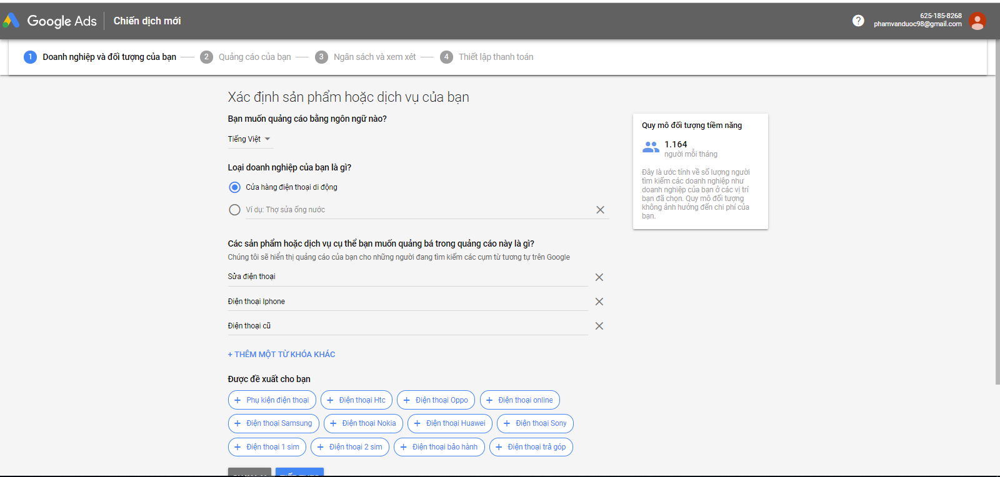 Google Ads
Chiến dịch mới
?
625-185-8268
phamvanduoc98@gmail.com
1 Doanh nghiệp và đối tượng của bạn
2 Quảng cáo của bạn
3 Ngân sách và xem xét
4 Thiết lập thanh toán
Xác định sản phẩm hoặc dịch vụ của bạn
Bạn muốn quảng cáo bằng ngôn ngữ nào?
Tiếng Việt
Loại doanh nghiệp của bạn là gì?
Cửa hàng điện thoại di động
Ví dụ: Thợ sửa ống nước
Các sản phẩm hoặc dịch vụ cụ thể bạn muốn quảng bá trong quảng cáo này là gì?
Chúng tôi sẽ hiển thị quảng cáo của bạn cho những người đang tìm kiếm các cụm từ tương tự trên Google
Sửa điện thoại
Điện thoại Iphone
Điện thoại cũ
+ THÊM MỘT TỪ KHÓA KHÁC
Được đề xuất cho bạn
+ Phụ kiện điện thoại
+ Điện thoại Htc
+ Điện thoại Oppo
+ Điện thoại online
+ Điện thoại Samsung
+ Điện thoại Nokia
+ Điện thoại Huawei
+ Điện thoại Sony
+ Điện thoại 1 sim
+ Điện thoại 2 sim
+ Điện thoại bảo hành
+ Điện thoại trả góp
Quy mô đối tượng tiềm năng
1.164
người mỗi tháng
Đây là ước tính về số lượng người
tìm kiếm các doanh nghiệp như
doanh nghiệp của bạn ở các vị trí
bạn đã chọn. Quy mô đối tượng
không ảnh hưởng đến chi phí của
bạn.